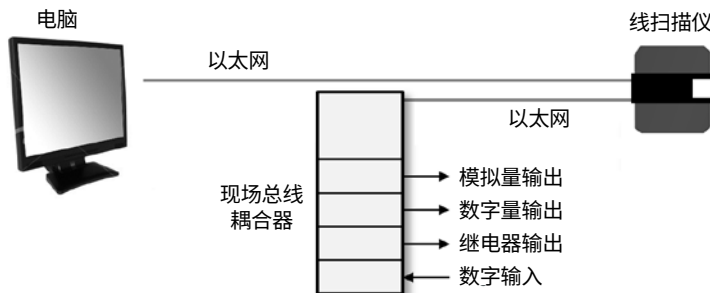 电脑
线扫描仪
以太网
以太网
现场总线
耦合器
模拟量输出
数字量输出
继电器输出
数字输入